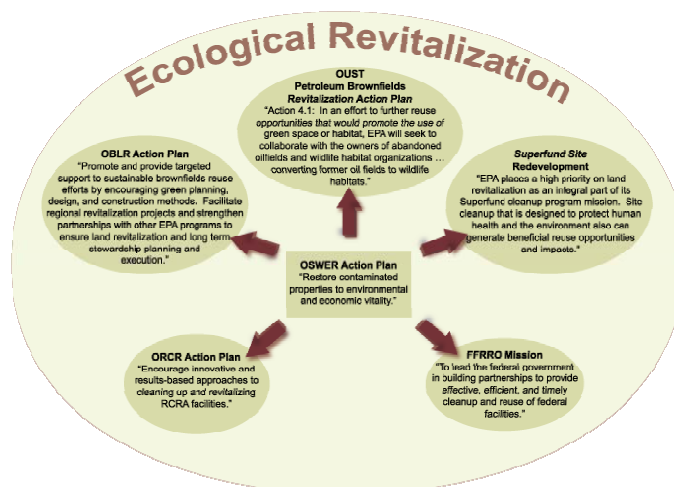 Ecological Revitalization
OUST
Petroleum Brownfields
Revitalization Action Plan
"Action 4.1: In an effort to further reuse
opportunities that would promote the use of
green space or habitat, EPA will seek to
collaborate with the owners of abandoned
oilfields and wildlife habitat organizations ...
converting former oil fields to wildlife
habitats."
OBLR Action Plan
"Promote and provide targeted
support to sustainable brownfields reuse
efforts by encouraging green planning,
design, and construction methods. Facilitate
regional revitalization projects and strengthen
partnerships with other EPA programs to
ensure land revitalization and long term
stewardship planning and
execution."
Superfund Site
Redevelopment
"EPA places a high priority on land
revitalization as an integral part of its
Superfund cleanup program mission. Site
cleanup that is designed to protect human
health and the environment also can
generate beneficial reuse opportunities
and impacts."
OSWER Action Plan
"Restore contaminated
properties to environmental
and economic vitality."
ORCR Action Plan
"Encourage innovative and
results-based approaches to
cleaning up and revitalizing
RCRA facilities."
FFRRO Mission
"To lead the federal government
in building partnerships to provide
effective, efficient, and timely
cleanup and reuse of federal
facilities."